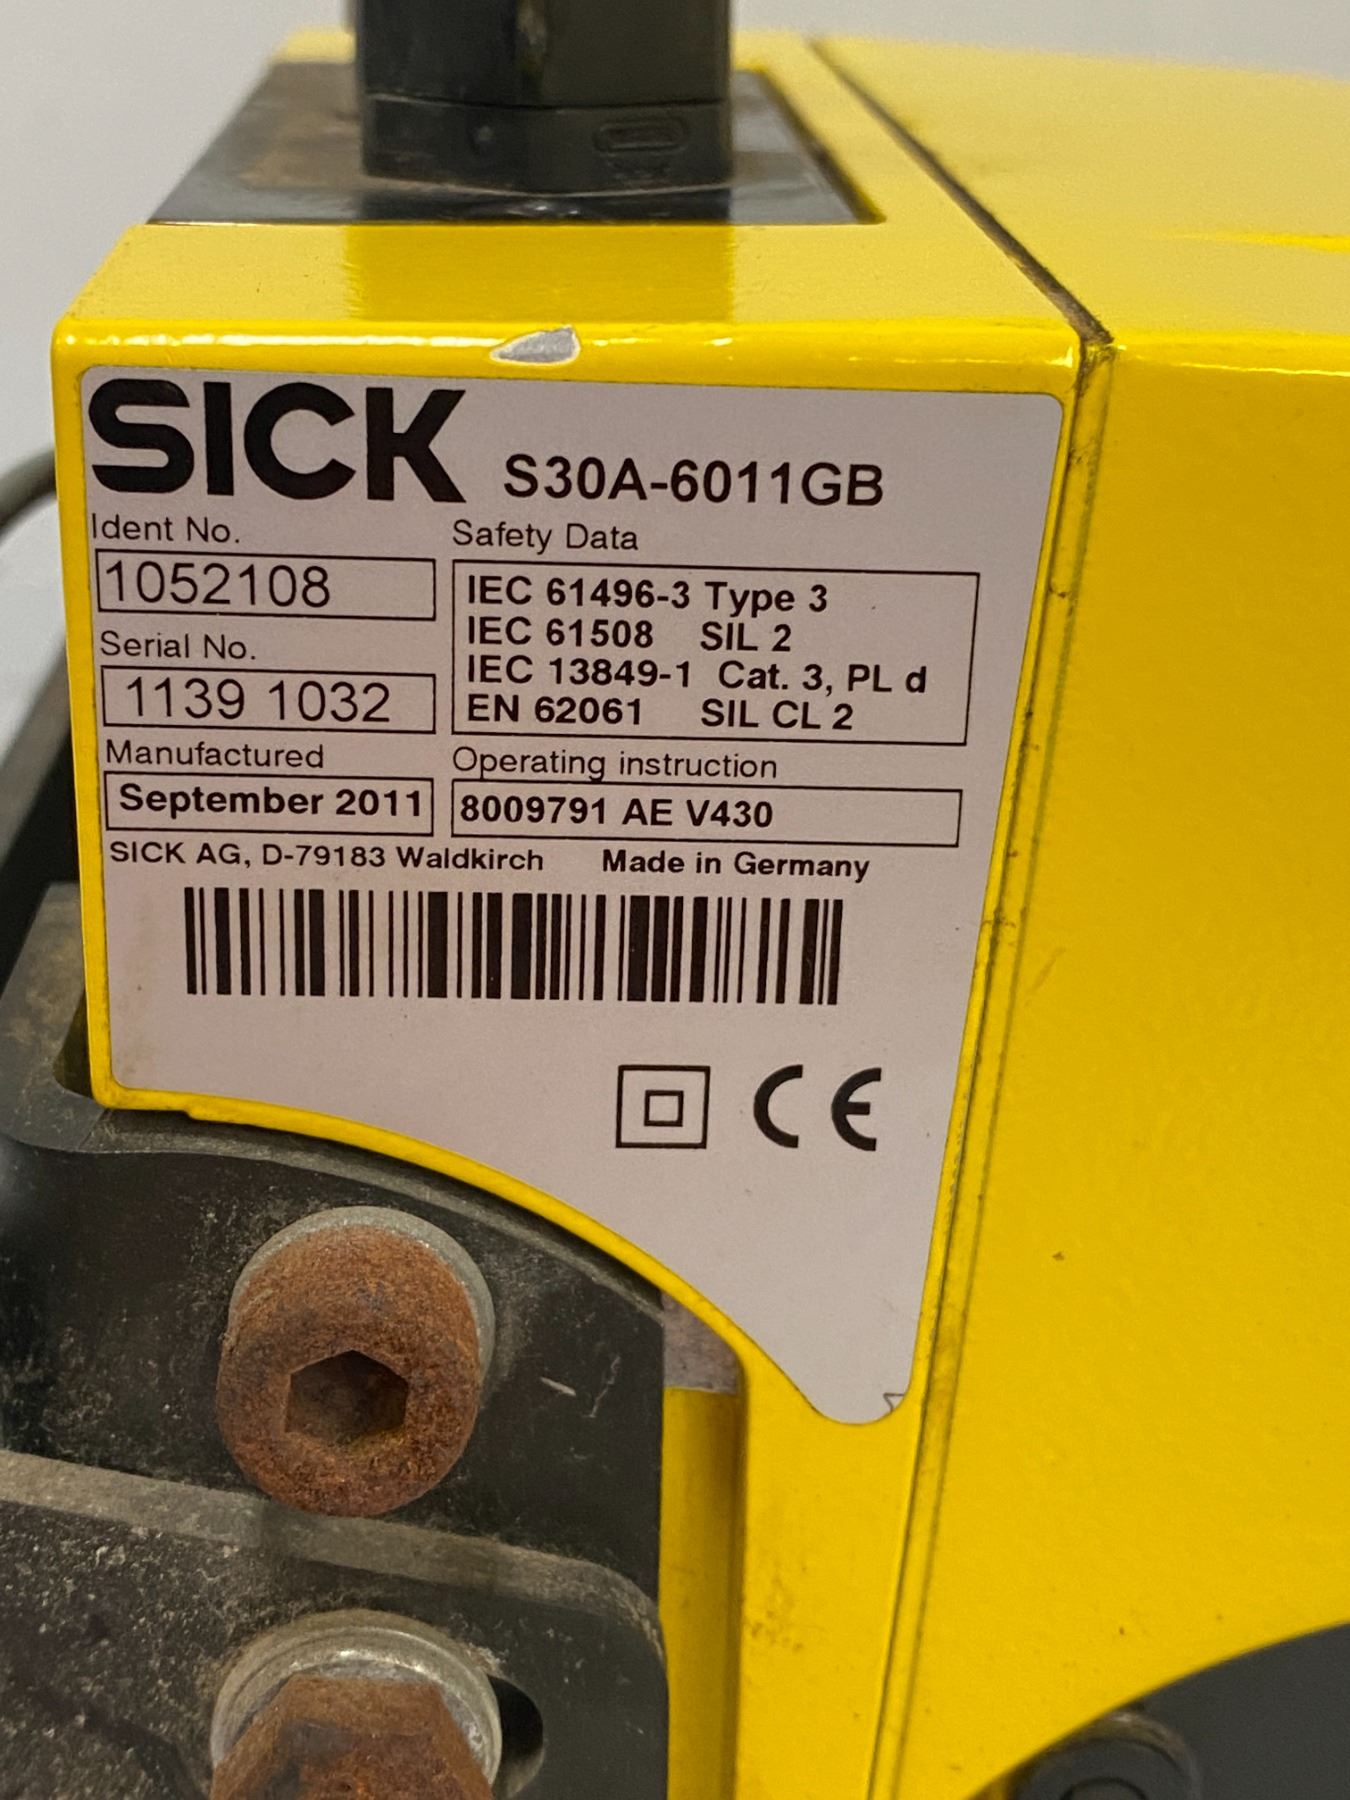 SICK S30A-6011GB
Ident No.
1052108
Serial No.
1139 1032
Manufactured
September 2011
Safety Data
IEC 61496-3 Type 3
IEC 61508 SIL 2
IEC 13849-1 Cat. 3, PL d
EN 62061 SIL CL 2
Operating instruction
8009791 AE V430
SICK AG, D-79183 Waldkirch Made in Germany
CE